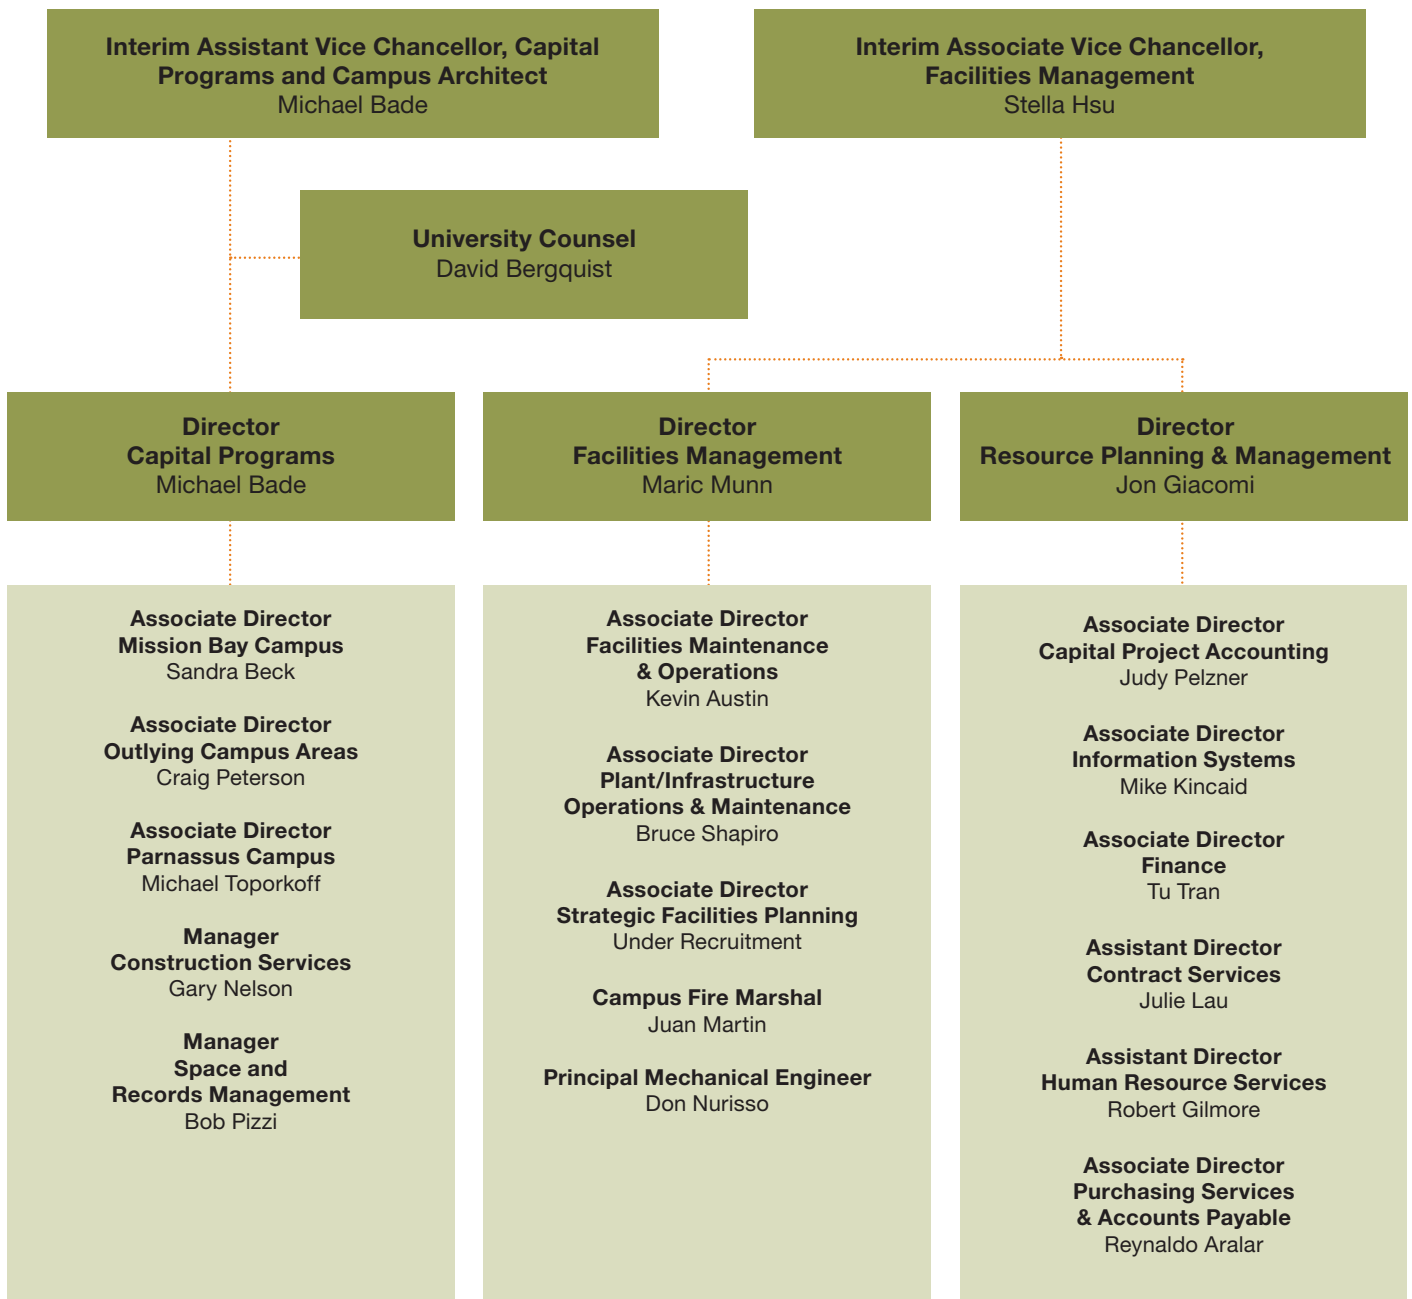 Interim Assistant Vice Chancellor, Capital
Programs and Campus Architect
Michael Bade
Interim Associate Vice Chancellor,
Facilities Management
Stella Hsu
University Counsel
David Bergquist
Director
Capital Programs
Michael Bade
Director
Facilities Management
Maric Munn
Director
Resource Planning & Management
Jon Giacomi
Associate Director
Mission Bay Campus
Sandra Beck
Associate Director
Outlying Campus Areas
Craig Peterson
Associate Director
Parnassus Campus
Michael Toporkoff
Manager
Construction Services
Gary Nelson
Manager
Space and
Records Management
Bob Pizzi
Associate Director
Facilities Maintenance
& Operations
Kevin Austin
Associate Director
Plant/Infrastructure
Operations & Maintenance
Bruce Shapiro
Associate Director
Strategic Facilities Planning
Under Recruitment
Campus Fire Marshal
Juan Martin
Principal Mechanical Engineer
Don Nurisso
Associate Director
Capital Project Accounting
Judy Pelzner
Associate Director
Information Systems
Mike Kincaid
Associate Director
Finance
Tu Tran
Assistant Director
Contract Services
Julie Lau
Assistant Director
Human Resource Services
Robert Gilmore
Associate Director
Purchasing Services
& Accounts Payable
Reynaldo Aralar